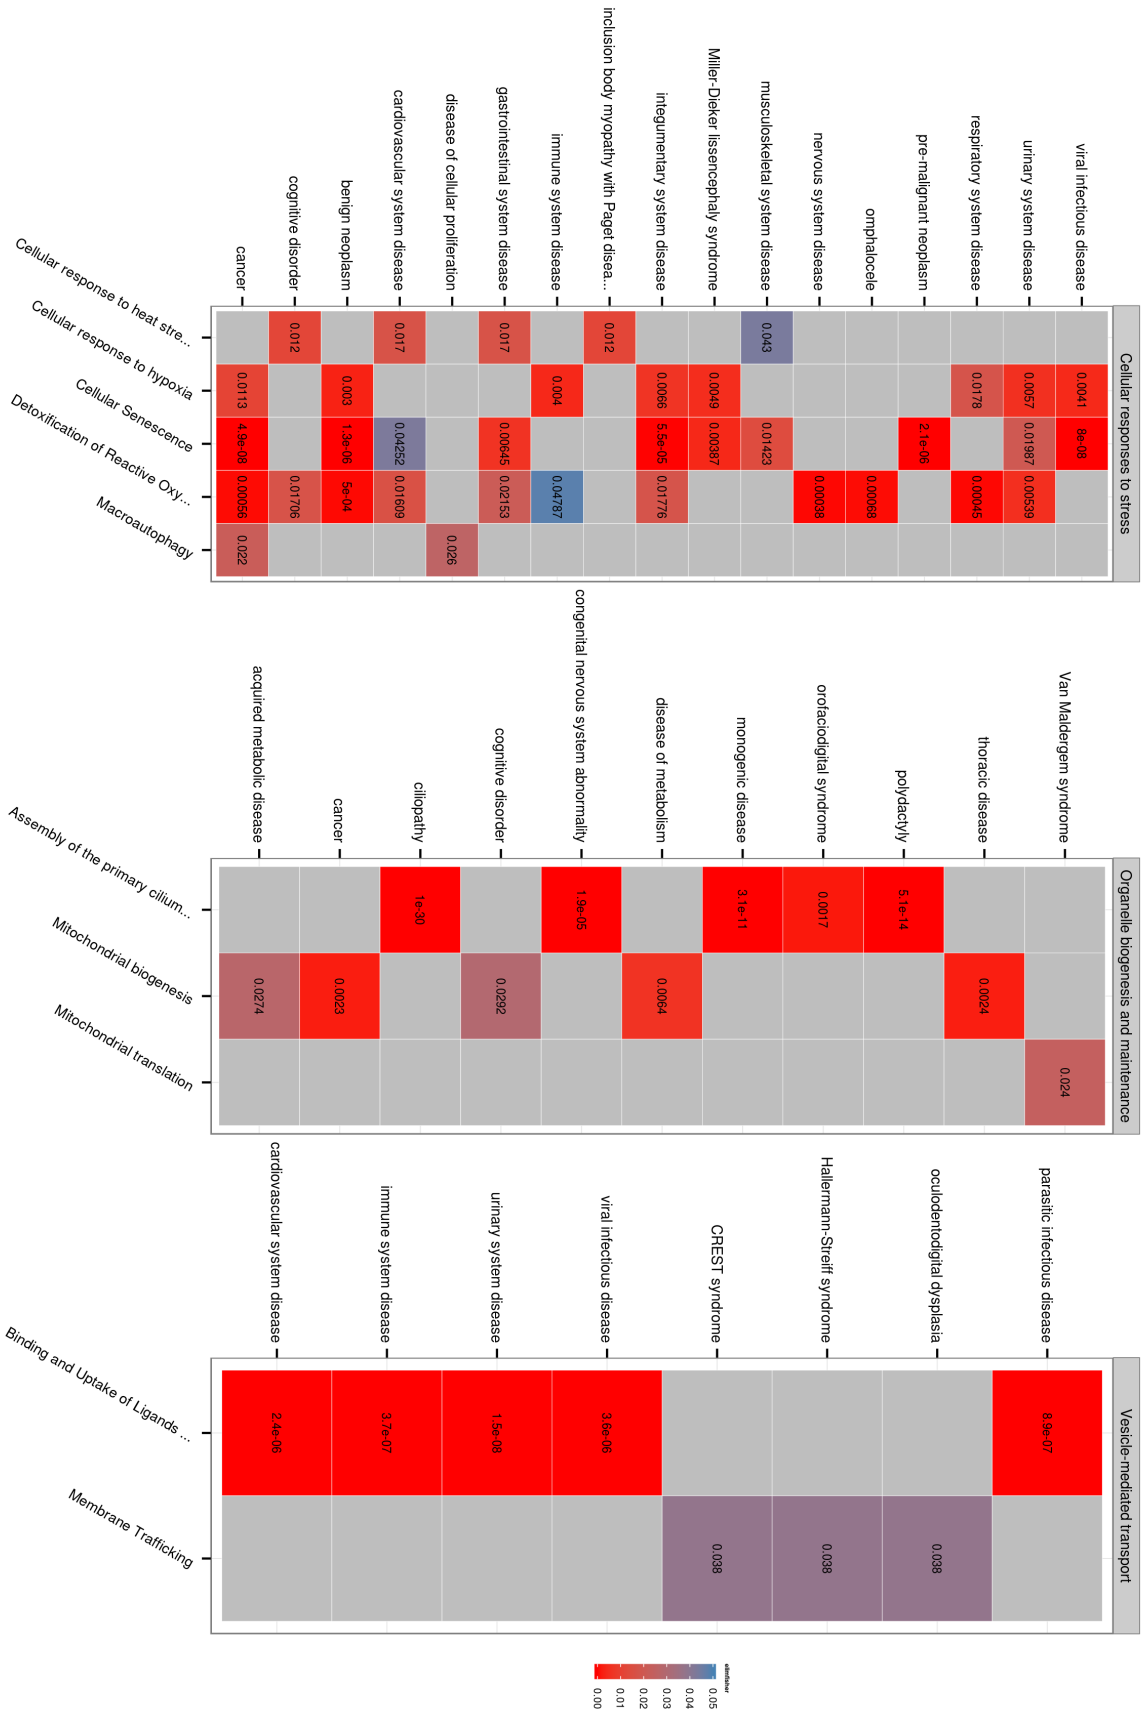 Cellular responses to stress
viral infectious disease
0.0041
8e-08
urinary system disease
0.0057
0.01987
0.00539
respiratory system disease
0.0178
0.00045
pre-malignant neoplasm
2.1e-06
omphalocele
0.00068
nervous system disease
0.00038
musculoskeletal system disease
0.043
0.01423
Miller-Dieker lissencephaly syndrome
0.0049
0.00387
integumentary system disease
0.0066
5.5e-05
0.01776
inclusion body myopathy with Paget disea...
0.012
immune system disease
0.004
0.04787
gastrointestinal system disease
0.017
0.00645
0.02153
disease of cellular proliferation
0.026
cardiovascular system disease
0.017
0.04252
0.01609
benign neoplasm
0.003
1.3e-06
5e-04
cognitive disorder
0.012
0.01706
cancer
0.0113
4.9e-08
0.00056
0.022
Cellular response to heat stre...
Cellular response to hypoxia
Cellular Senescence
Detoxification of Reactive Oxy...
Macroautophagy
Organelle biogenesis and maintenance
Van Maldergem syndrome
0.024
thoracic disease
0.0024
polydactyly
5.1e-14
orofaciodigital syndrome
0.0017
monogenic disease
3.1e-11
disease of metabolism
0.0064
congenital nervous system abnormality
1.9e-05
cognitive disorder
0.0292
ciliopathy
1e-30
cancer
0.0023
acquired metabolic disease
0.0274
Assembly of the primary cilium...
Mitochondrial biogenesis
Mitochondrial translation
Vesicle-mediated transport
parasitic infectious disease
8.9e-07
oculodentodigital dysplasia
0.038
Hallermann-Streiff syndrome
0.038
CREST syndrome
0.038
viral infectious disease
3.6e-06
urinary system disease
1.5e-08
immune system disease
3.7e-07
cardiovascular system disease
2.4e-06
Binding and Uptake of Ligands ...
Membrane Trafficking
elimfisher
0.05
0.04
0.03
0.02
0.01
0.00